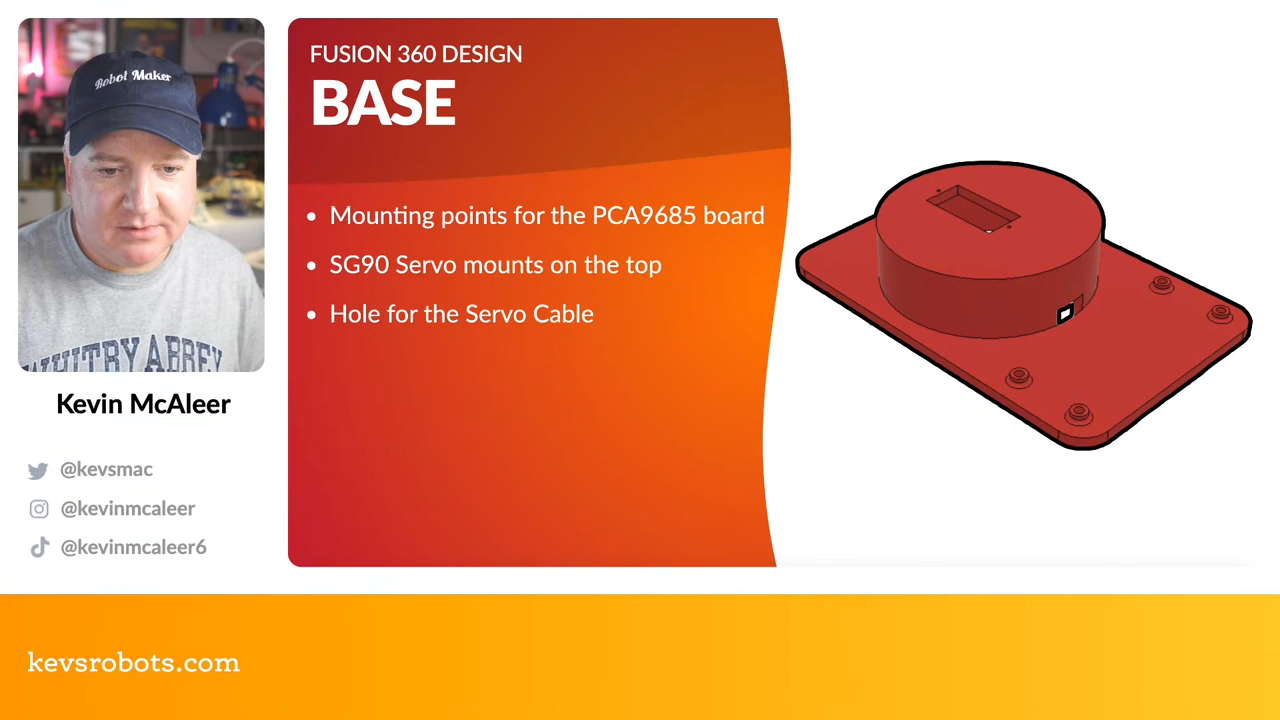 Robot Maker
WHITBY ABBEY
Kevin McAleer
@kevsmac
@kevinmcaleer
@kevinmcaleer6
FUSION 360 DESIGN
BASE
• Mounting points for the PCA9685 board
• SG90 Servo mounts on the top
• Hole for the Servo Cable
kevsrobots.com